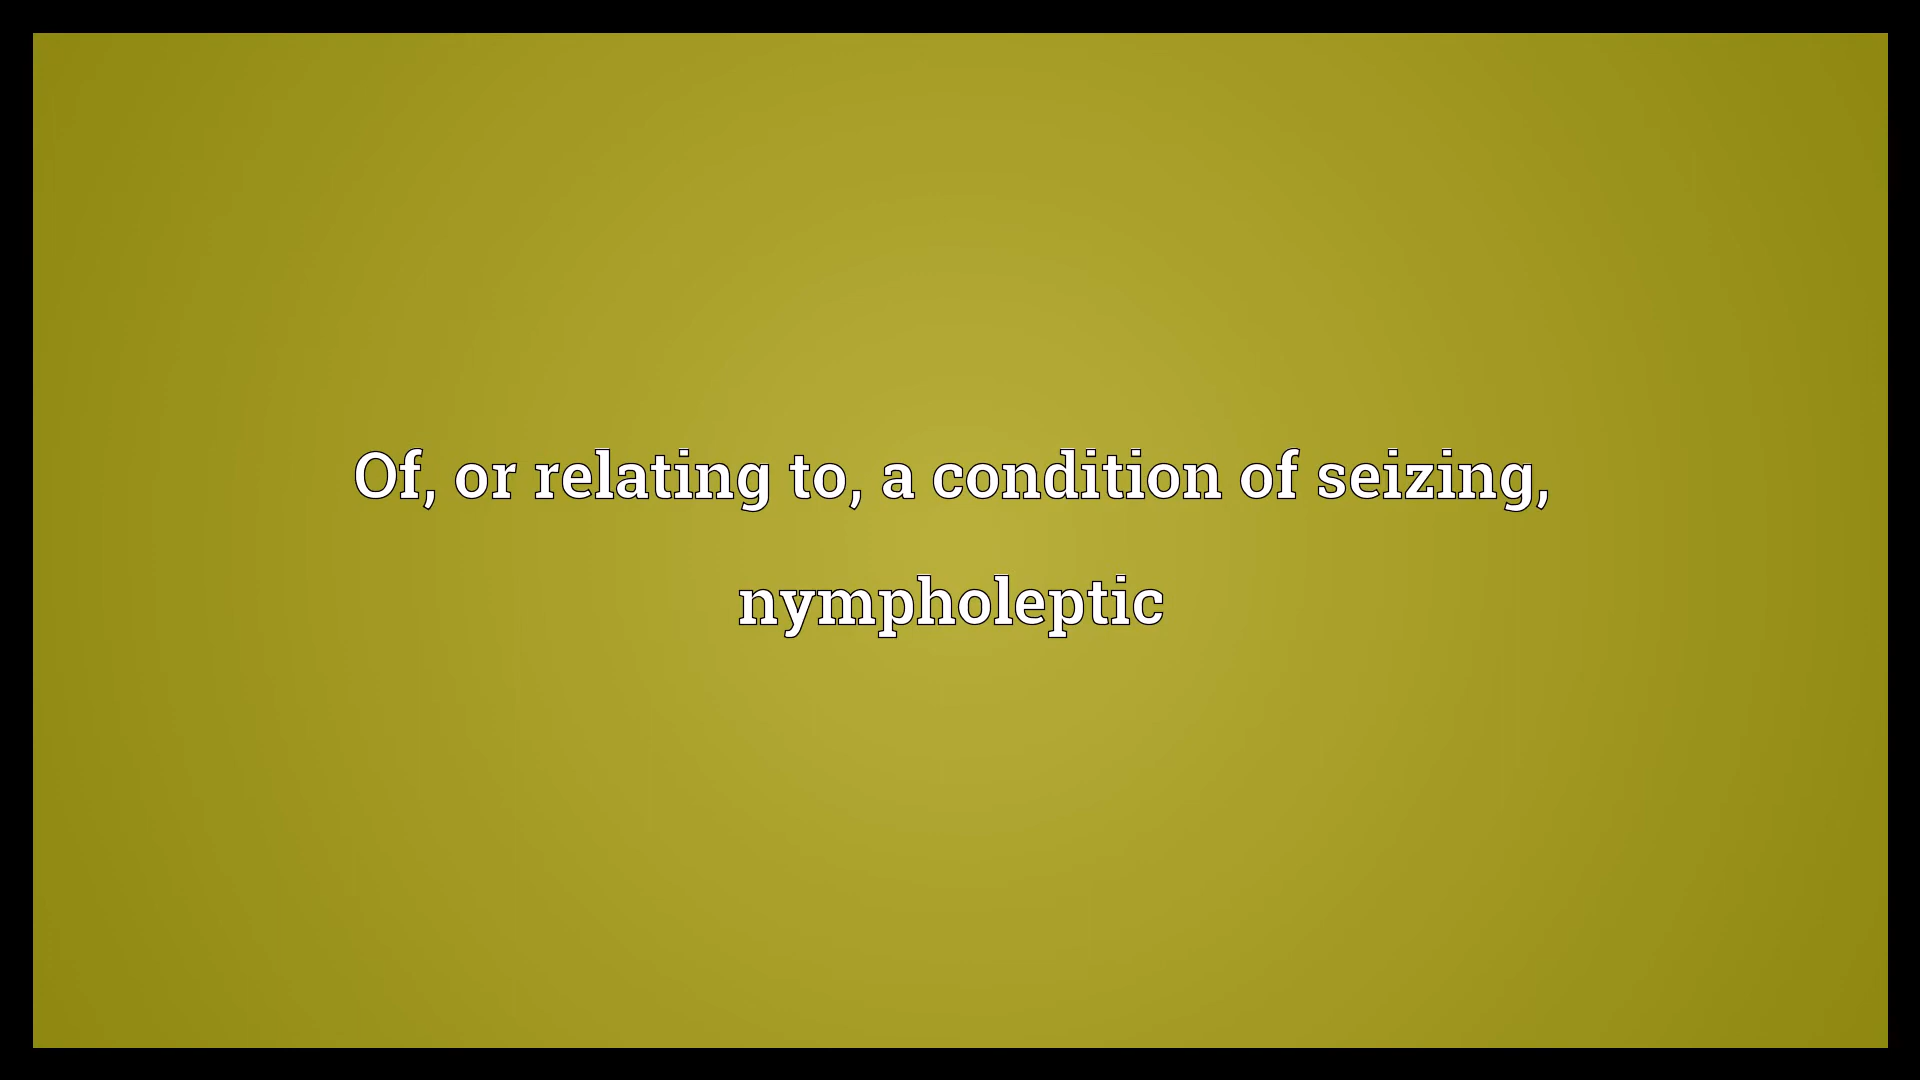 Of, or relating to, a condition of seizing,
nympholeptic